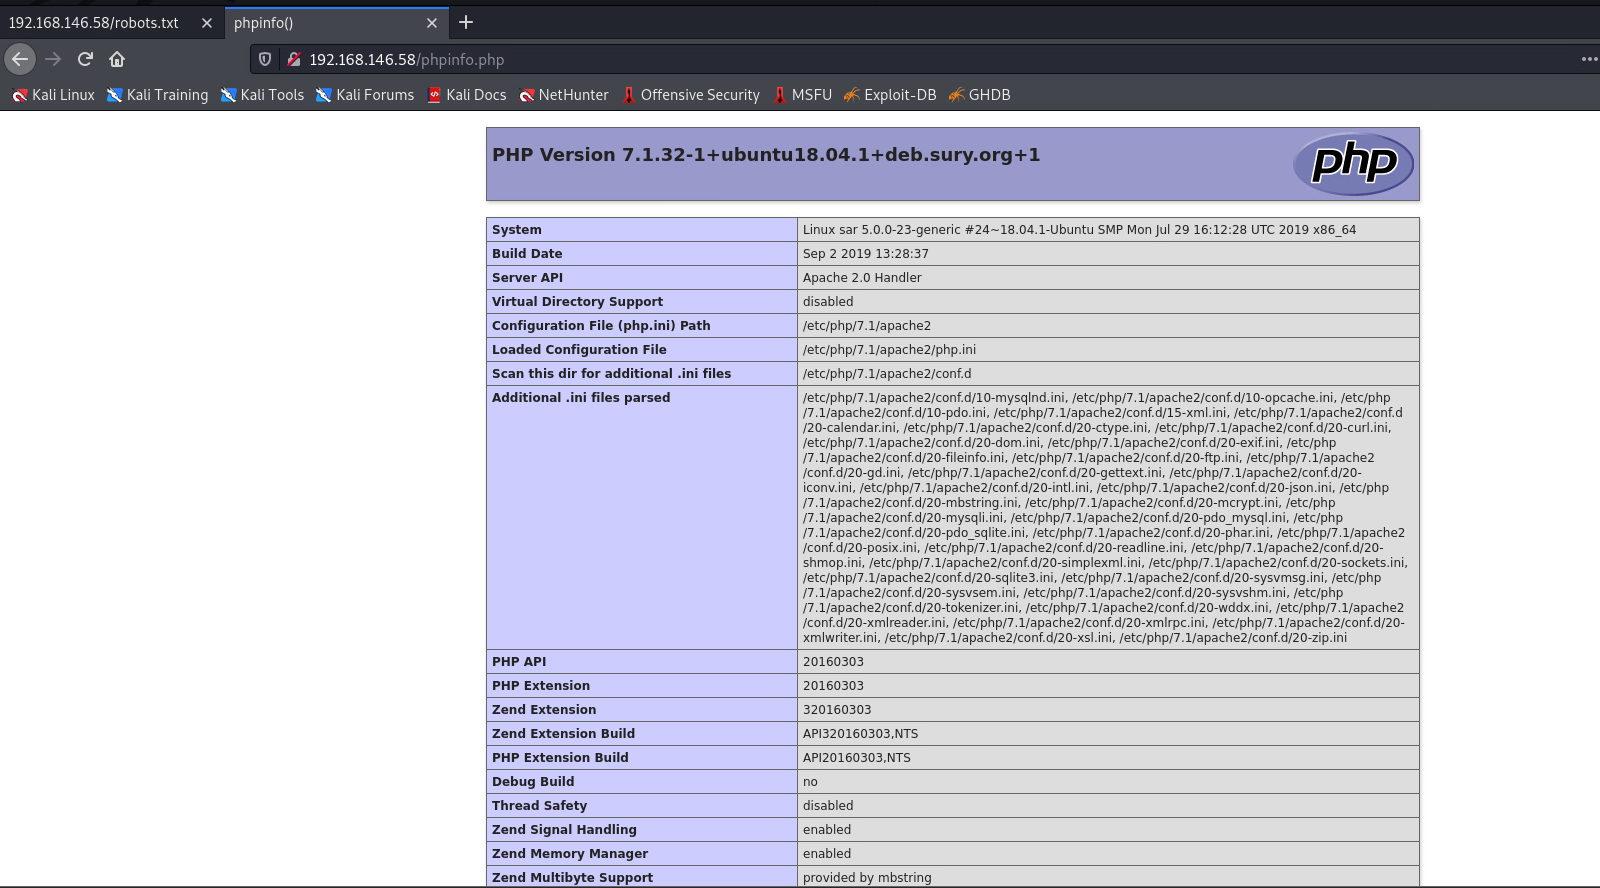 192.168.146.58/robots.txt
phpinfo()
192.168.146.58/phpinfo.php
Kali Linux Kali Training Kali Tools Kali Forums Kali Docs NetHunter Offensive Security MSFU Exploit-DB GHDB
PHP Version 7.1.32-1+ubuntu18.04.1+deb.sury.org+1
php
System Linux sar 5.0.0-23-generic #24~18.04.1-Ubuntu SMP Mon Jul 29 16:12:28 UTC 2019 x86_64
Build Date Sep 2 2019 13:28:37
Server API Apache 2.0 Handler
Virtual Directory Support disabled
Configuration File (php.ini) Path /etc/php/7.1/apache2
Loaded Configuration File /etc/php/7.1/apache2/php.ini
Scan this dir for additional .ini files /etc/php/7.1/apache2/conf.d
Additional .ini files parsed /etc/php/7.1/apache2/conf.d/10-mysqlnd.ini, /etc/php/7.1/apache2/conf.d/10-opcache.ini, /etc/php
/7.1/apache2/conf.d/10-pdo.ini, /etc/php/7.1/apache2/conf.d/15-xml.ini, /etc/php/7.1/apache2/conf.d
/20-calendar.ini, /etc/php/7.1/apache2/conf.d/20-ctype.ini, /etc/php/7.1/apache2/conf.d/20-curl.ini,
/etc/php/7.1/apache2/conf.d/20-dom.ini, /etc/php/7.1/apache2/conf.d/20-exif.ini, /etc/php
/7.1/apache2/conf.d/20-fileinfo.ini, /etc/php/7.1/apache2/conf.d/20-ftp.ini, /etc/php/7.1/apache2
/conf.d/20-gd.ini, /etc/php/7.1/apache2/conf.d/20-gettext.ini, /etc/php/7.1/apache2/conf.d/20-
iconv.ini, /etc/php/7.1/apache2/conf.d/20-intl.ini, /etc/php/7.1/apache2/conf.d/20-json.ini, /etc/php
/7.1/apache2/conf.d/20-mbstring.ini, /etc/php/7.1/apache2/conf.d/20-mcrypt.ini, /etc/php
/7.1/apache2/conf.d/20-mysqli.ini, /etc/php/7.1/apache2/conf.d/20-pdo_mysql.ini, /etc/php
/7.1/apache2/conf.d/20-pdo_sqlite.ini, /etc/php/7.1/apache2/conf.d/20-phar.ini, /etc/php/7.1/apache2
/conf.d/20-posix.ini, /etc/php/7.1/apache2/conf.d/20-readline.ini, /etc/php/7.1/apache2/conf.d/20-
shmop.ini, /etc/php/7.1/apache2/conf.d/20-simplexml.ini, /etc/php/7.1/apache2/conf.d/20-sockets.ini,
/etc/php/7.1/apache2/conf.d/20-sqlite3.ini, /etc/php/7.1/apache2/conf.d/20-sysvmsg.ini, /etc/php
/7.1/apache2/conf.d/20-sysvsem.ini, /etc/php/7.1/apache2/conf.d/20-sysvshm.ini, /etc/php
/7.1/apache2/conf.d/20-tokenizer.ini, /etc/php/7.1/apache2/conf.d/20-wddx.ini, /etc/php/7.1/apache2
/conf.d/20-xmlreader.ini, /etc/php/7.1/apache2/conf.d/20-xmlrpc.ini, /etc/php/7.1/apache2/conf.d/20-
xmlwriter.ini, /etc/php/7.1/apache2/conf.d/20-xsl.ini, /etc/php/7.1/apache2/conf.d/20-zip.ini
PHP API 20160303
PHP Extension 20160303
Zend Extension 320160303
Zend Extension Build API320160303,NTS
PHP Extension Build API20160303,NTS
Debug Build no
Thread Safety disabled
Zend Signal Handling enabled
Zend Memory Manager enabled
Zend Multibyte Support provided by mbstring